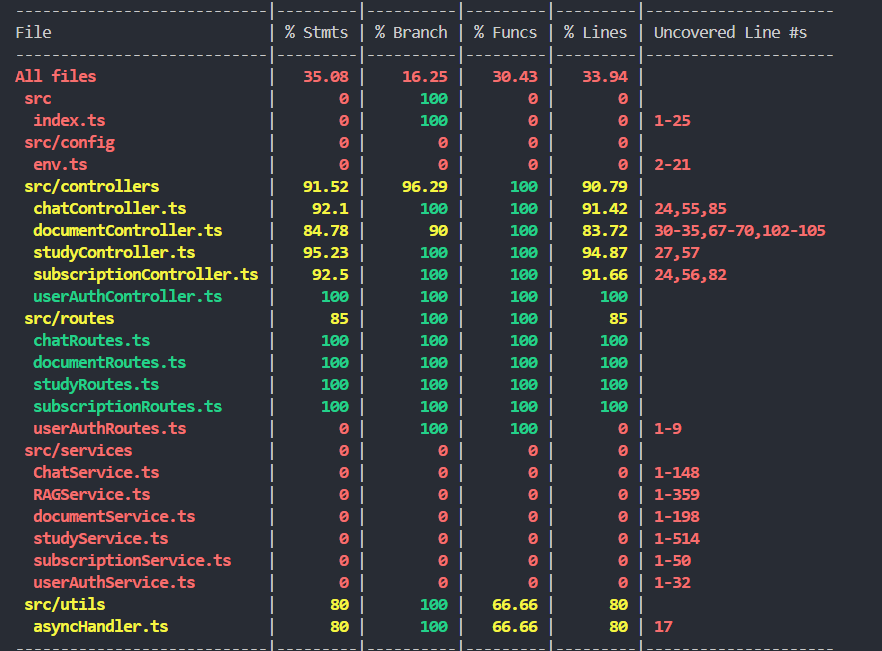 ----------------------------|---------|----------|---------|---------|---------------------
File                        | % Stmts | % Branch | % Funcs | % Lines | Uncovered Line #s
----------------------------|---------|----------|---------|---------|---------------------
All files                   |   35.08 |    16.25 |   30.43 |   33.94 |
 src                        |       0 |      100 |       0 |       0 |
  index.ts                  |       0 |      100 |       0 |       0 | 1-25
 src/config                 |       0 |        0 |       0 |       0 |
  env.ts                    |       0 |        0 |       0 |       0 | 2-21
 src/controllers            |   91.52 |    96.29 |     100 |   90.79 |
  chatController.ts         |    92.1 |      100 |     100 |   91.42 | 24,55,85
  documentController.ts     |   84.78 |       90 |     100 |   83.72 | 30-35,67-70,102-105
  studyController.ts        |   95.23 |      100 |     100 |   94.87 | 27,57
  subscriptionController.ts |    92.5 |      100 |     100 |   91.66 | 24,56,82
  userAuthController.ts     |     100 |      100 |     100 |     100 |
 src/routes                 |      85 |      100 |     100 |      85 |
  chatRoutes.ts             |     100 |      100 |     100 |     100 |
  documentRoutes.ts         |     100 |      100 |     100 |     100 |
  studyRoutes.ts            |     100 |      100 |     100 |     100 |
  subscriptionRoutes.ts     |     100 |      100 |     100 |     100 |
  userAuthRoutes.ts         |       0 |      100 |     100 |       0 | 1-9
 src/services               |       0 |        0 |       0 |       0 |
  ChatService.ts            |       0 |        0 |       0 |       0 | 1-148
  RAGService.ts             |       0 |        0 |       0 |       0 | 1-359
  documentService.ts        |       0 |        0 |       0 |       0 | 1-198
  studyService.ts           |       0 |        0 |       0 |       0 | 1-514
  subscriptionService.ts    |       0 |        0 |       0 |       0 | 1-50
  userAuthService.ts        |       0 |        0 |       0 |       0 | 1-32
 src/utils                  |      80 |      100 |   66.66 |      80 |
  asyncHandler.ts           |      80 |      100 |   66.66 |      80 | 17
----------------------------|---------|----------|---------|---------|---------------------